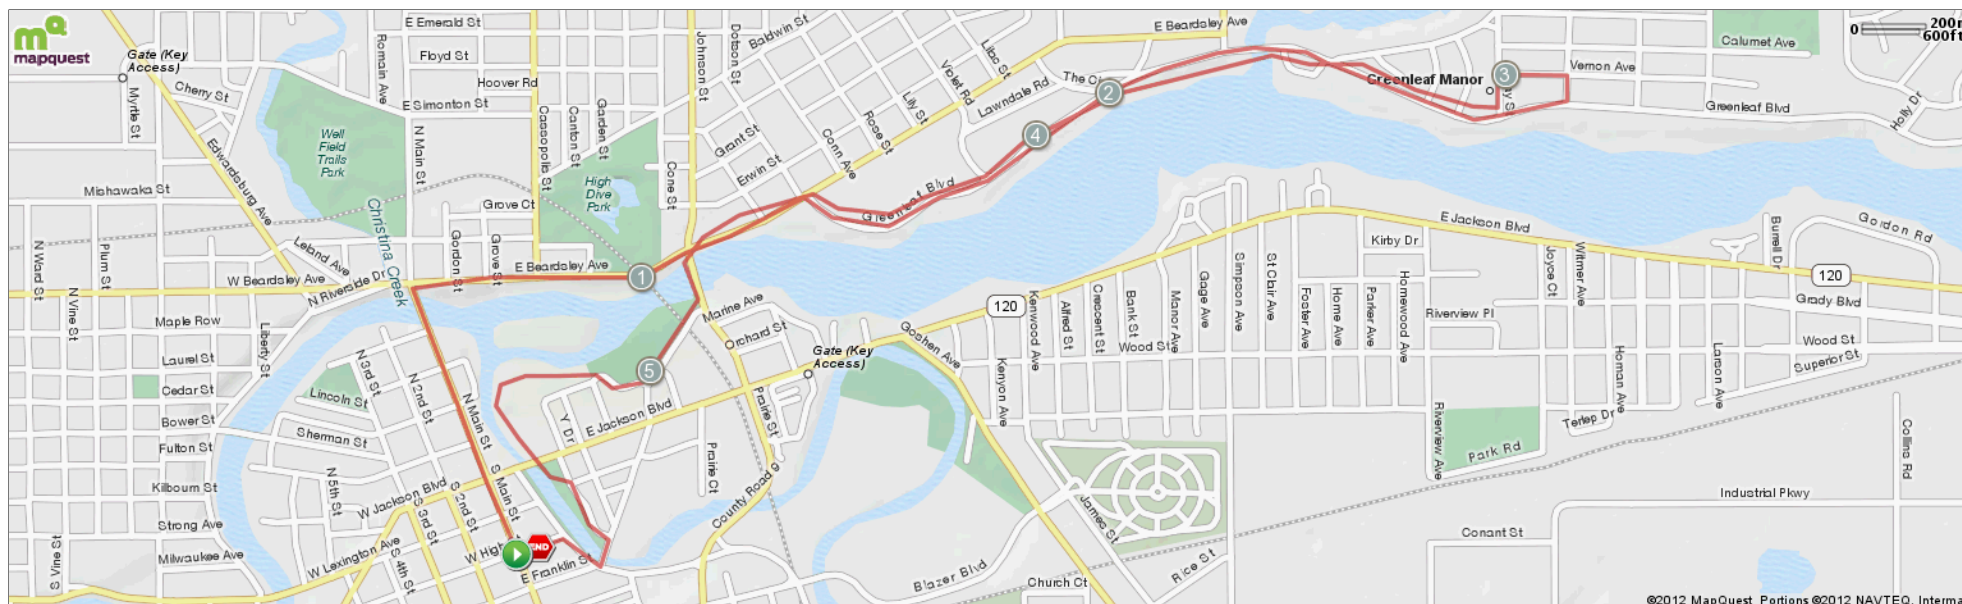 mapquest
200m
600ft
Gate (Key
Access)
Myrtle St
Cherry St
Edwardsburg Ave
Romain Ave
E Emerald St
Floyd St
Hoover Rd
E Simonton St
N Main St
Cassopolis St
Canton St
Garden St
Johnson St
Dotson St
Baldwin St
Grant St
Erwin St
Conn Ave
Rose St
Lily St
Violet Rd
Lilac St
Lawndale Rd
E Beardsley Ave
Calumet Ave
Vernon Ave
Greenleaf Manor
Greenleaf Blvd
Holly Dr
Well
Field
Trails
Park
High
Dive
Park
Cone St
Grove Ct
Mishawaka St
Christina Creek
Leland Ave
Gordon St
Grove St
E Beardsley Ave
W Beardsley Ave
N Riverside Dr
N Ward St
Plum St
N Vine St
Maple Row
Laurel St
Cedar St
Bower St
Fulton St
Kilbourn St
Strong Ave
Milwaukee Ave
Liberty St
S Vine St
N 3rd St
N 2nd St
Lincoln St
Sherman St
N 5th St
N Main St
S Main St
W Jackson Blvd
S 2nd St
S 3rd St
S 4th St
W Lexington Ave
W High
E Franklin St
END
1
2
3
4
5
Greenleaf Blvd
Marine Ave
Orchard St
Gate (Key
Access)
Y Dr
E Jackson Blvd
Prairie St
Prairie Ct
County Road 9
Goshen Ave
120
Kenyon Ave
Kenwood Ave
Alfred St
Crescent St
Bank St
Manor Ave
Wood St
Gage Ave
Simpson Ave
St Clair Ave
Foster Ave
Home Ave
Parker Ave
Homewood Ave
Kirby Dr
E Jackson Blvd
Riverview Pl
Riverview Ave
Joyce Ct
Witmer Ave
Homan Ave
Larson Ave
Burrell Dr
Gordon Rd
120
Grady Blvd
Wood St
Superior St
Terlep Dr
Park Rd
Collins Rd
Industrial Pkwy
Conant St
James St
Rice St
Church Ct
Blazer Blvd
©2012 MapQuest Portions ©2012 NAVTEQ, Interma